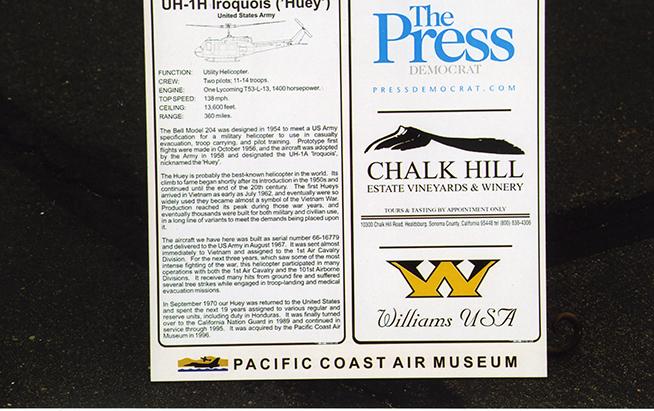 UH-1H Iroquois ('Huey')
United States Army
FUNCTION: Utility Helicopter.
CREW: Two pilots; 11-14 troops.
ENGINE: One Lycoming T53-L-13, 1400 horsepower.
TOP SPEED: 138 mph.
CEILING: 13,600 feet.
RANGE: 360 miles.
The Bell Model 204 was designed in 1954 to meet a US Army
specification for a military helicopter to use in casualty
evacuation, troop carrying, and pilot training. Prototype first
flights were made in October 1956, and the aircraft was adopted
by the Army in 1958 and designated the UH-1A 'Iroquois',
nicknamed the 'Huey'.
The Huey is probably the best-known helicopter in the world. Its
climb to fame began shortly after its introduction in the 1950s and
continued until the end of the 20th century. The first Hueys
arrived in Vietnam as early as July 1962, and eventually were so
widely used they became almost a symbol of the Vietnam War.
Production reached its peak during those war years, and
eventually thousands were built for both military and civilian use,
in a long line of variants to meet the demands being placed upon
it.
The aircraft we have here was built as serial number 66-16779
and delivered to the US Army in August 1967. It was sent almost
immediately to Vietnam and assigned to the 1st Air Cavalry
Division. For the next three years, which saw some of the most
intense fighting of the war, this helicopter participated in many
operations with both the 1st Air Cavalry and the 101st Airborne
Divisions. It received many hits from ground fire and suffered
several tree strikes while engaged in troop-landing and medical
evacuation missions.
In September 1970 our Huey was returned to the United States
and spent the next 19 years assigned to various regular and
reserve units, including duty in Honduras. It was finally turned
over to the California National Guard in 1989 and continued in
service through 1995. It was acquired by the Pacific Coast Air
Museum in 1996.
The
Press
DEMOCRAT
PRESSDEMOCRAT.COM
CHALK HILL
ESTATE VINEYARDS & WINERY
TOURS & TASTING BY APPOINTMENT ONLY
10300 Chalk Hill Road, Healdsburg, Sonoma County, California 95448 tel (800) 838-4306
W
Williams USA
PACIFIC COAST AIR MUSEUM